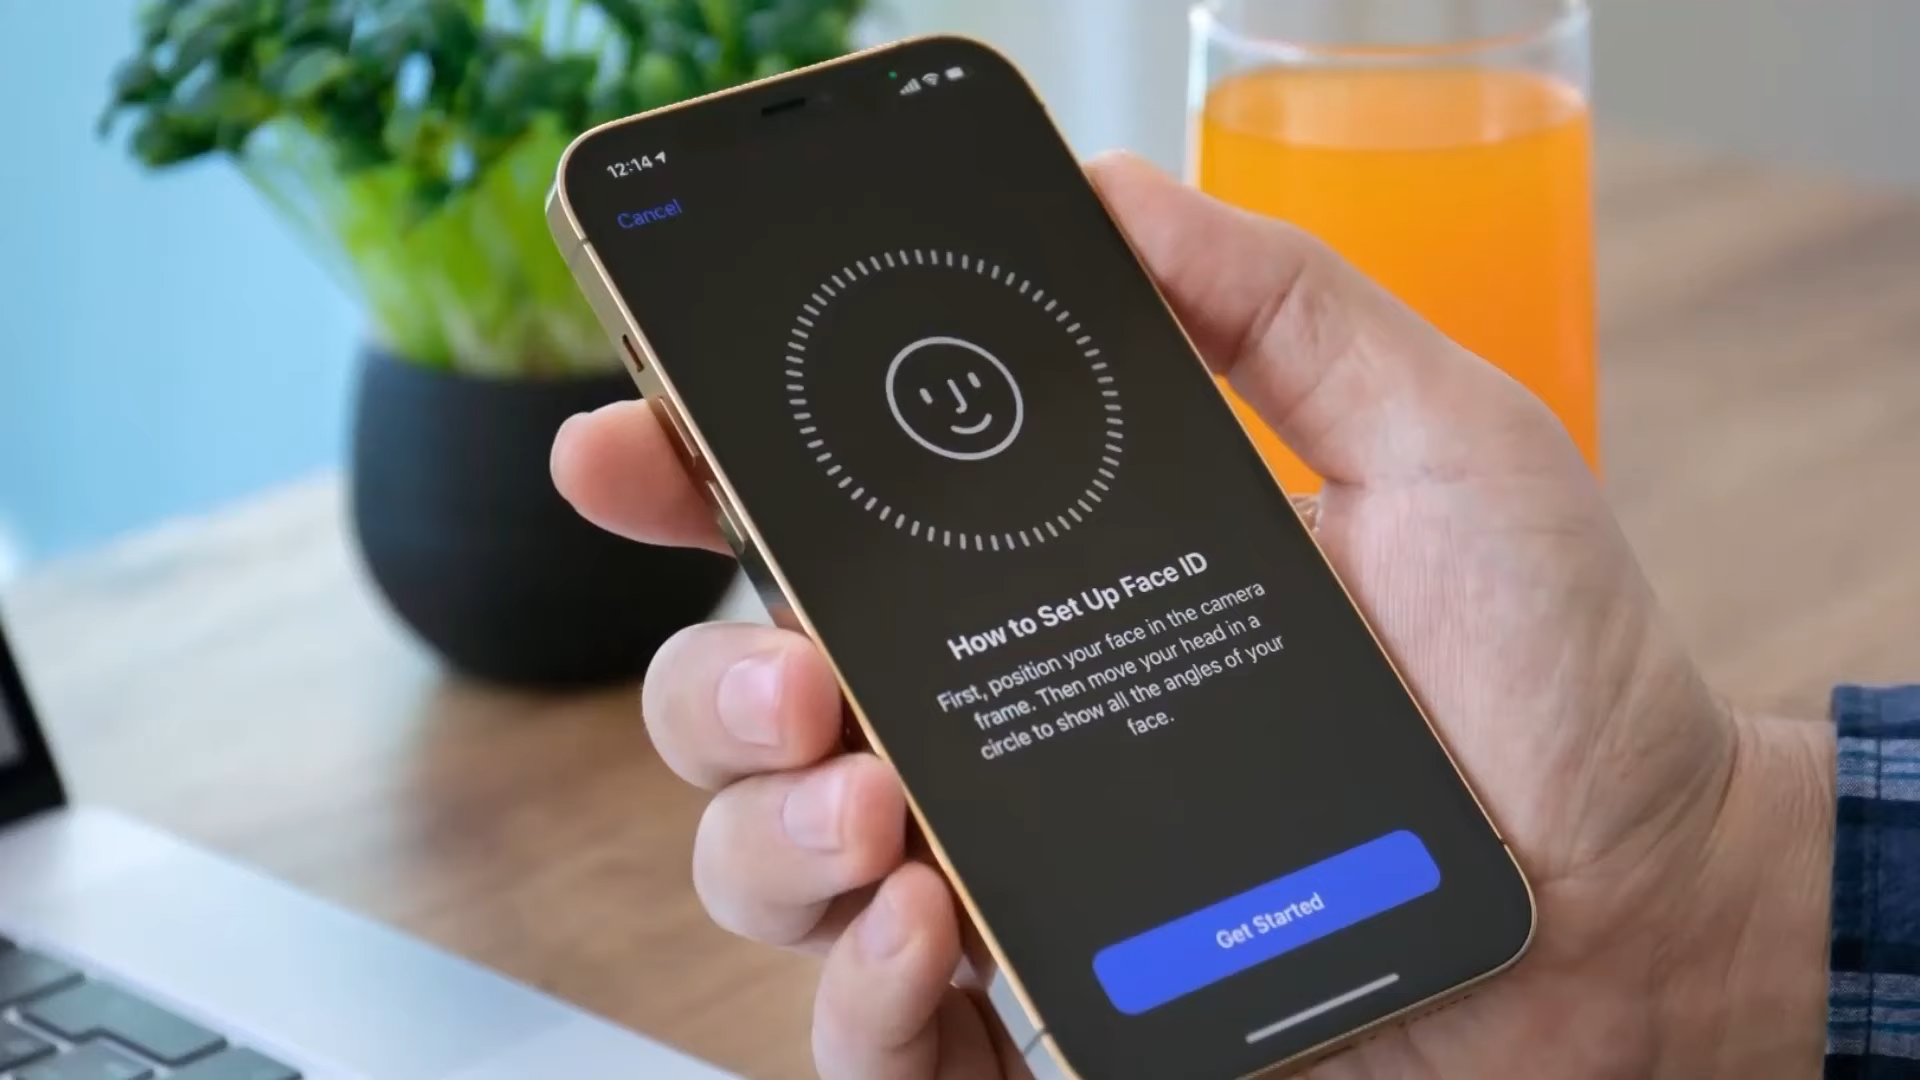 12:14
Cancel
How to Set Up Face ID
First, position your face in the camera
frame. Then move your head in a
circle to show all the angles of your
face.
Get Started